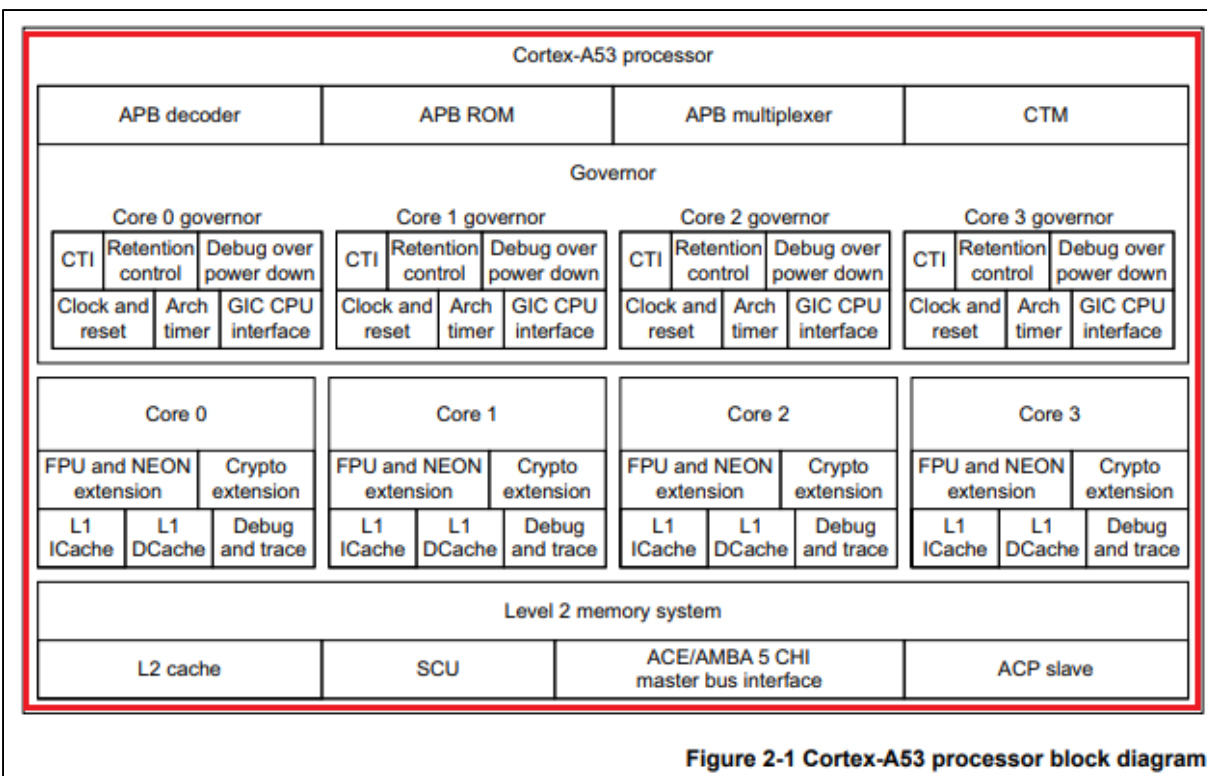 Cortex-A53 processor
APB decoder APB ROM APB multiplexer CTM
Governor
Core 0 governor Core 1 governor Core 2 governor Core 3 governor
CTI Retention control Debug over power down CTI Retention control Debug over power down CTI Retention control Debug over power down CTI Retention control Debug over power down
Clock and reset Arch timer GIC CPU interface Clock and reset Arch timer GIC CPU interface Clock and reset Arch timer GIC CPU interface Clock and reset Arch timer GIC CPU interface
Core 0 Core 1 Core 2 Core 3
FPU and NEON extension Crypto extension FPU and NEON extension Crypto extension FPU and NEON extension Crypto extension FPU and NEON extension Crypto extension
L1 ICache L1 DCache Debug and trace L1 ICache L1 DCache Debug and trace L1 ICache L1 DCache Debug and trace L1 ICache L1 DCache Debug and trace
Level 2 memory system
L2 cache SCU ACE/AMBA 5 CHI master bus interface ACP slave
Figure 2-1 Cortex-A53 processor block diagram